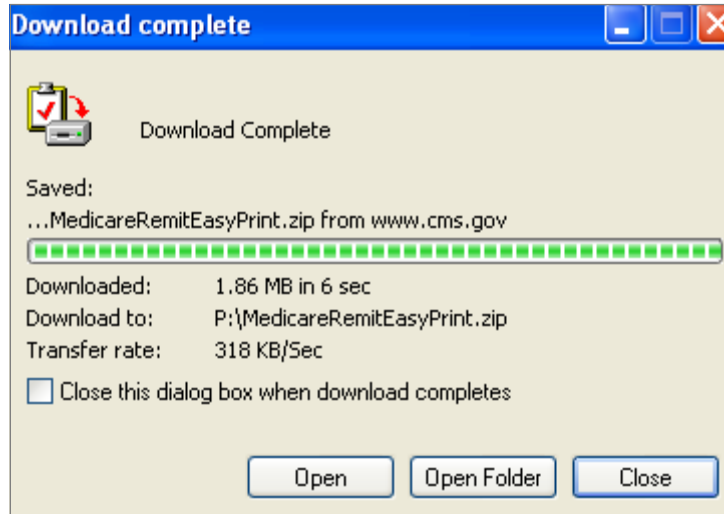 Download complete
Download Complete
Saved:
...MedicareRemitEasyPrint.zip from www.cms.gov
Downloaded: 1.86 MB in 6 sec
Download to: P:\MedicareRemitEasyPrint.zip
Transfer rate: 318 KB/Sec
Close this dialog box when download completes
Open Open Folder Close